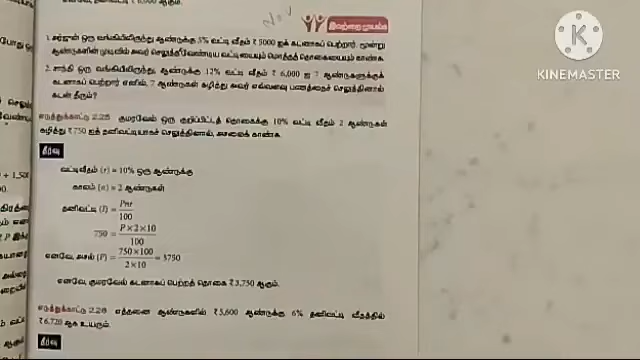 இவற்றை முயல்க
1. அர்ஜுன் ஒரு வங்கியிலிருந்து ஆண்டுக்கு 5% வட்டி வீதம் ₹ 5000 ஐக் கடனாகப் பெற்றார். மூன்று
ஆண்டுகளின் முடிவில் அவர் செலுத்தவேண்டிய வட்டியையும் மொத்தத் தொகையையும் காண்க.
2. சாந்தி ஒரு வங்கியிலிருந்து ஆண்டுக்கு 12% வட்டி வீதம் ₹ 6,000 ஐ 7 ஆண்டுகளுக்குக்
கடனாகப் பெற்றார் எனில், 7 ஆண்டுகள் கழித்து அவர் எவ்வளவு பணத்தைச் செலுத்தினால்
கடன் தீரும்?
எடுத்துக்காட்டு 2.25 குமரவேல் ஒரு குறிப்பிட்டத் தொகைக்கு 10% வட்டி வீதம் 2 ஆண்டுகள்
கழித்து ₹ 750 ஐத் தனிவட்டியாகச் செலுத்தினால், அசலைக் காண்க.
தீர்வு
வட்டிவீதம் (r) = 10% ஒரு ஆண்டுக்கு
காலம் (n) = 2 ஆண்டுகள்
தனிவட்டி (I) = Pnr / 100
750 = P × 2 × 10 / 100
எனவே, அசல் (P) = 750 × 100 / 2 × 10 = 3750
எனவே, குமரவேல் கடனாகப் பெற்றத் தொகை ₹ 3,750 ஆகும்.
எடுத்துக்காட்டு 2.26 எத்தனை ஆண்டுகளில் ₹ 5,600 ஆண்டுக்கு 6% தனிவட்டி வீதத்தில்
₹ 6,720 ஆக உயரும்.
தீர்வு
KINEMASTER